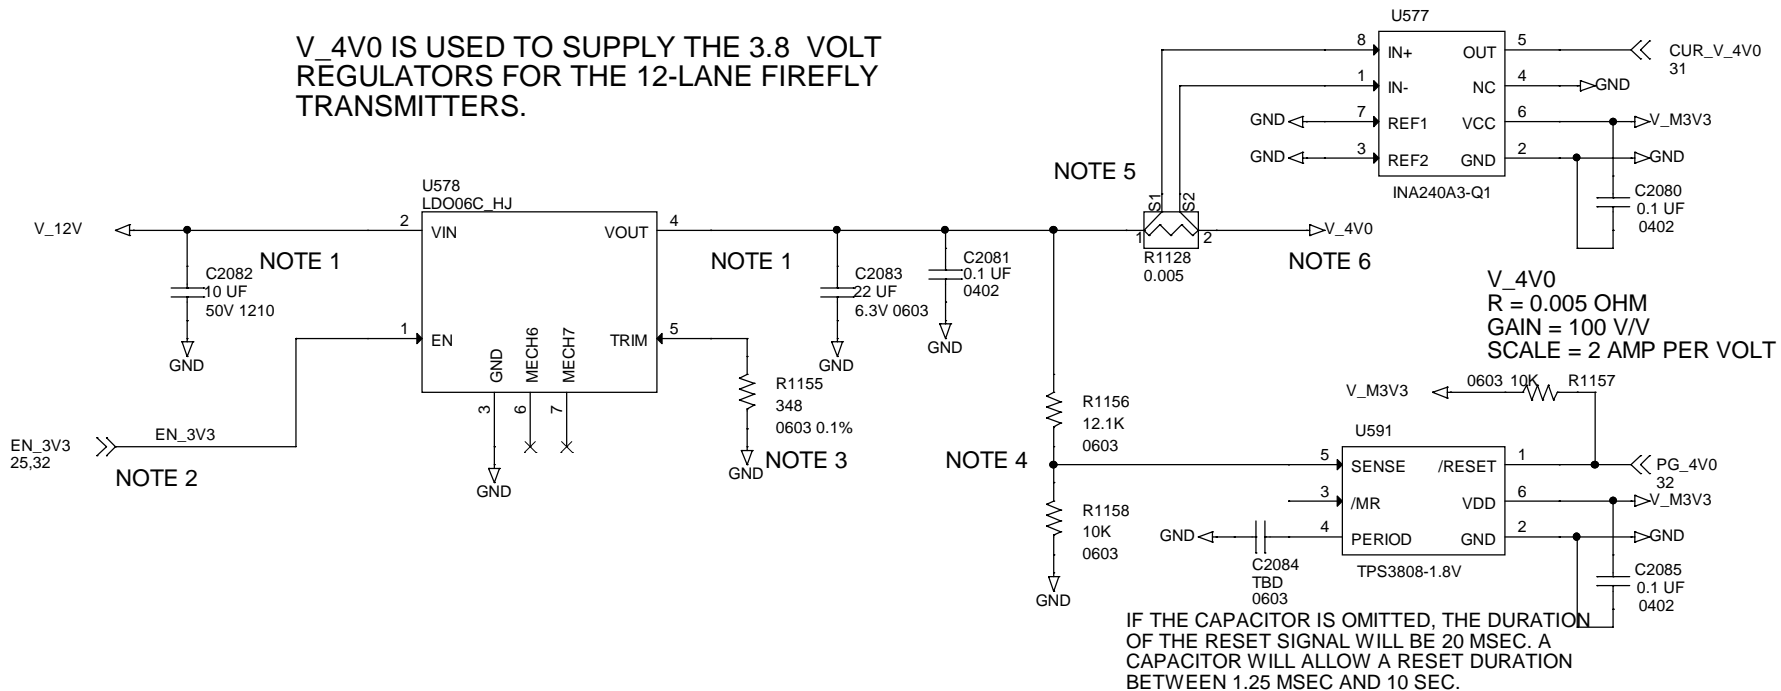 V_4V0 IS USED TO SUPPLY THE 3.8 VOLT
REGULATORS FOR THE 12-LANE FIREFLY
TRANSMITTERS.
U577
8 IN+
1 IN-
7 REF1
3 REF2
OUT 5
NC 4
VCC 6
GND 2
INA240A3-Q1
CUR_V_4V0
31
GND
V_M3V3
GND
GND
GND
C2080
0.1 UF
0402
NOTE 5
S1
S2
1
2
R1128
0.005
V_4V0
NOTE 6
V_4V0
R = 0.005 OHM
GAIN = 100 V/V
SCALE = 2 AMP PER VOLT
U578
LDO06C_HJ
2 VIN
1 EN
VOUT 4
TRIM 5
GND
MECH6
MECH7
3
6
7
V_12V
NOTE 1
C2082
10 UF
50V 1210
GND
EN_3V3
25,32
EN_3V3
NOTE 2
GND
NOTE 1
C2083
22 UF
6.3V 0603
GND
C2081
0.1 UF
0402
GND
R1155
348
0603 0.1%
GND
NOTE 3
R1156
12.1K
0603
NOTE 4
R1158
10K
0603
GND
V_M3V3
0603 10K R1157
U591
5 SENSE
3 /MR
4 PERIOD
/RESET 1
VDD 6
GND 2
TPS3808-1.8V
PG_4V0
32
V_M3V3
GND
GND
C2084
TBD
0603
C2085
0.1 UF
0402
IF THE CAPACITOR IS OMITTED, THE DURATION
OF THE RESET SIGNAL WILL BE 20 MSEC. A
CAPACITOR WILL ALLOW A RESET DURATION
BETWEEN 1.25 MSEC AND 10 SEC.